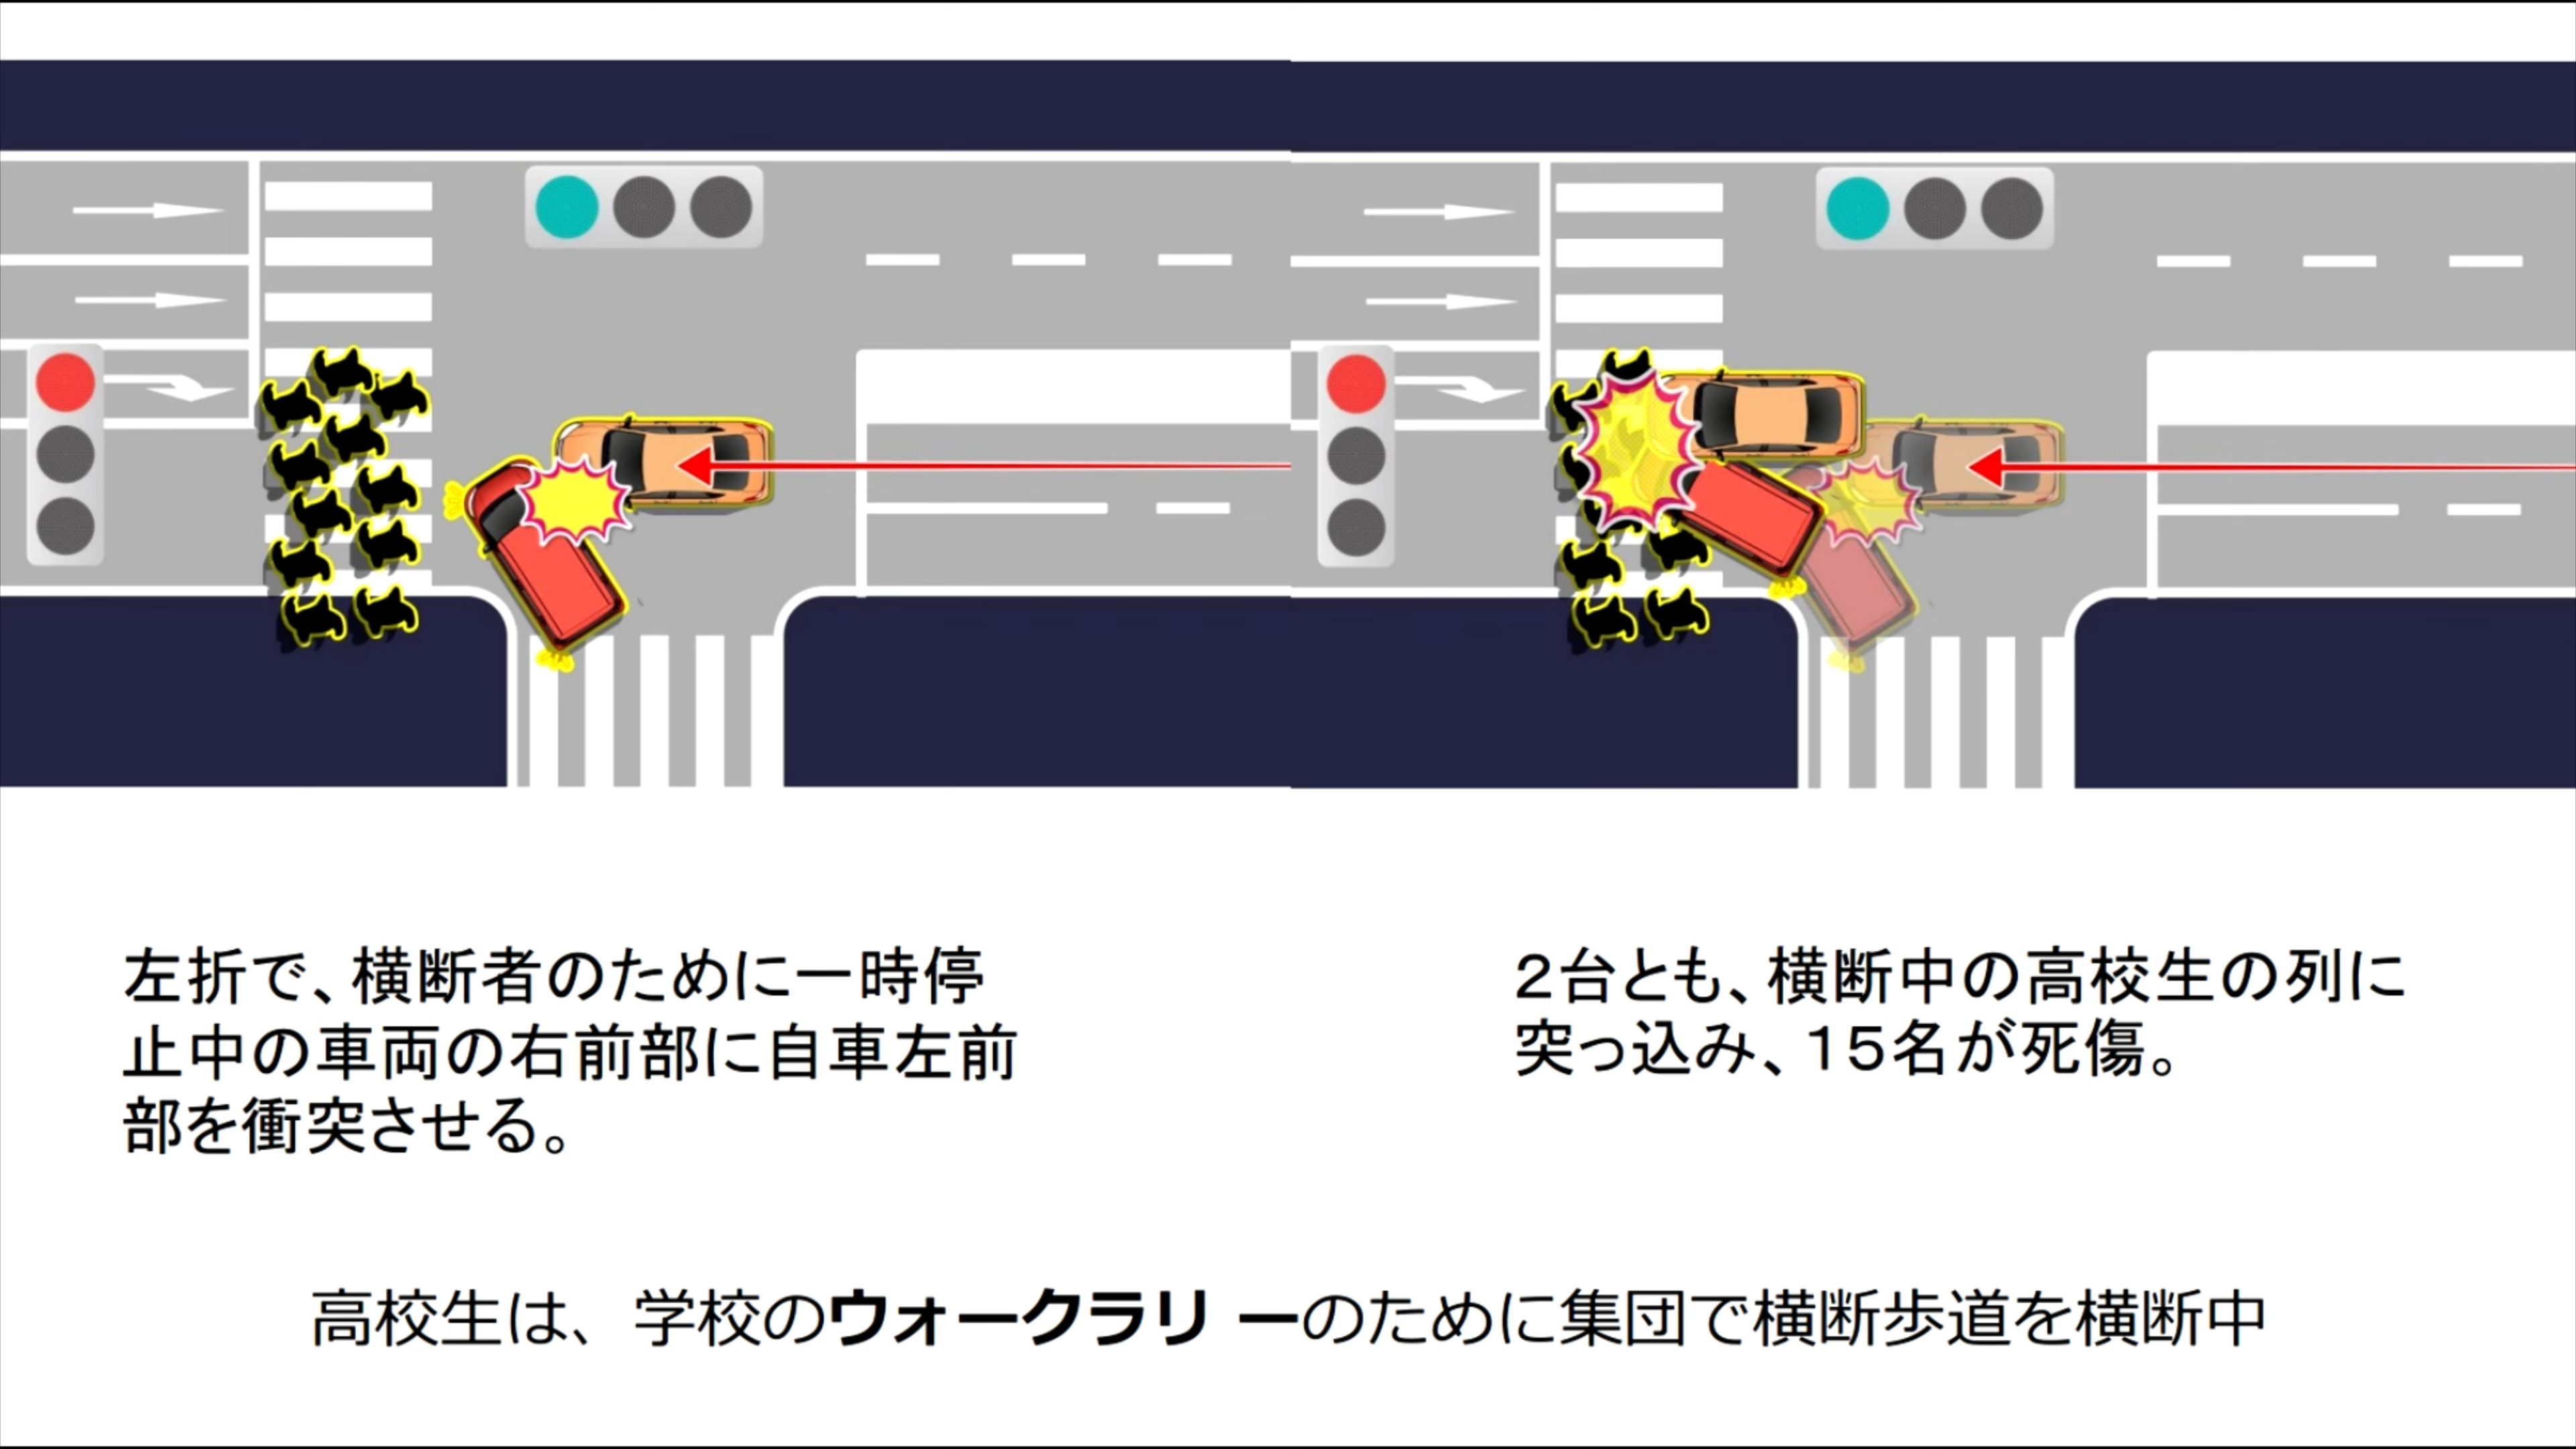 左折で、横断者のために一時停
止中の車両の右前部に自車左前
部を衝突させる。
２台とも、横断中の高校生の列に
突っ込み、１５名が死傷。
高校生は、学校のウォークラリーのために集団で横断歩道を横断中